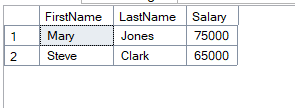 FirstName LastName Salary
1 Mary Jones 75000
2 Steve Clark 65000